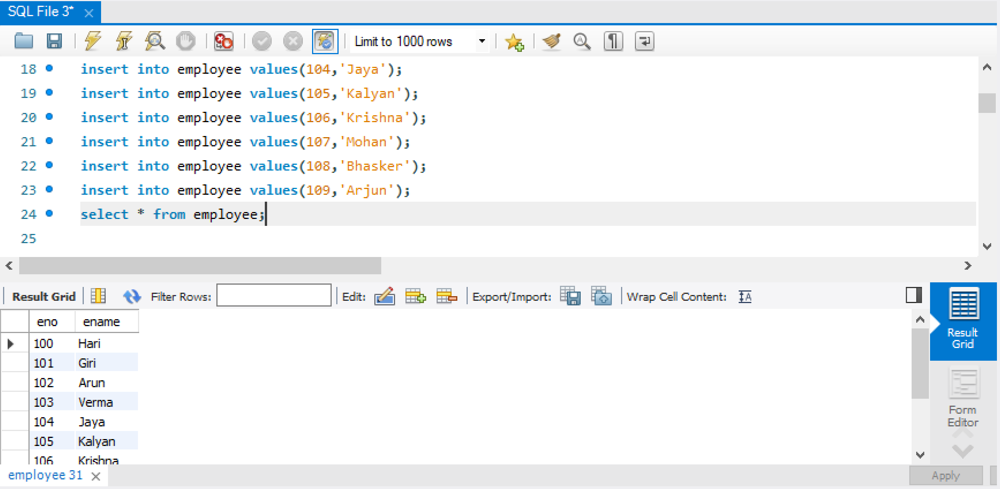 SQL File 3*
Limit to 1000 rows
18 insert into employee values(104,'Jaya');
19 insert into employee values(105,'Kalyan');
20 insert into employee values(106,'Krishna');
21 insert into employee values(107,'Mohan');
22 insert into employee values(108,'Bhasker');
23 insert into employee values(109,'Arjun');
24 select * from employee;
25
Result Grid Filter Rows: Edit: Export/Import: Wrap Cell Content:
eno ename
100 Hari
101 Giri
102 Arun
103 Verma
104 Jaya
105 Kalyan
106 Krishna
Result
Grid
Form
Editor
employee 31
Apply